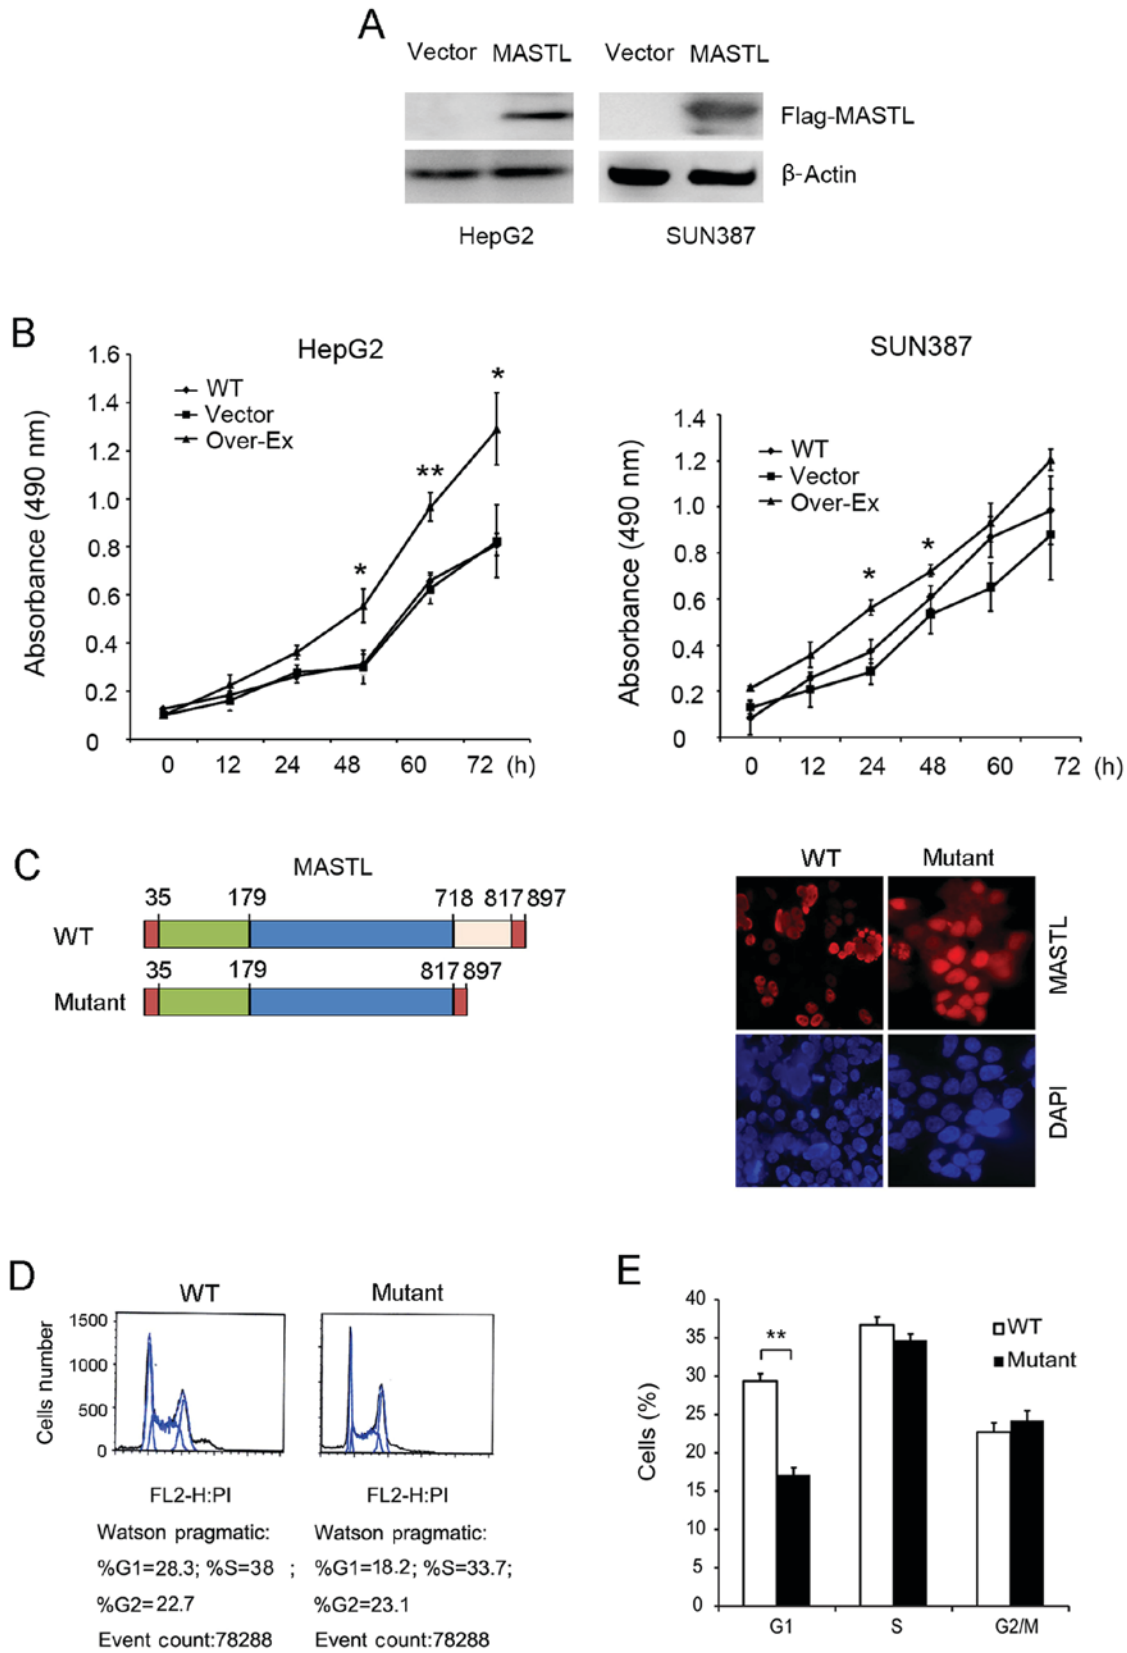 A
Vector MASTL Vector MASTL
Flag-MASTL
β-Actin
HepG2 SUN387
B
HepG2
WT
Vector
Over-Ex
Absorbance (490 nm)
1.6
1.4
1.2
1.0
0.8
0.6
0.4
0.2
0
*
**
*
0 12 24 48 60 72 (h)
SUN387
WT
Vector
Over-Ex
Absorbance (490 nm)
1.4
1.2
1.0
0.8
0.6
0.4
0.2
0
*
*
0 12 24 48 60 72 (h)
C
MASTL
35 179 718 817 897
WT
35 179 817 897
Mutant
WT Mutant
MASTL
DAPI
D
WT Mutant
Cells number
1500
1000
500
0
FL2-H:PI FL2-H:PI
Watson pragmatic: Watson pragmatic:
%G1=28.3; %S=38 ; %G1=18.2; %S=33.7;
%G2=22.7 %G2=23.1
Event count:78288 Event count:78288
E
Cells (%)
40
35
30
25
20
15
10
5
0
**
WT
Mutant
G1 S G2/M